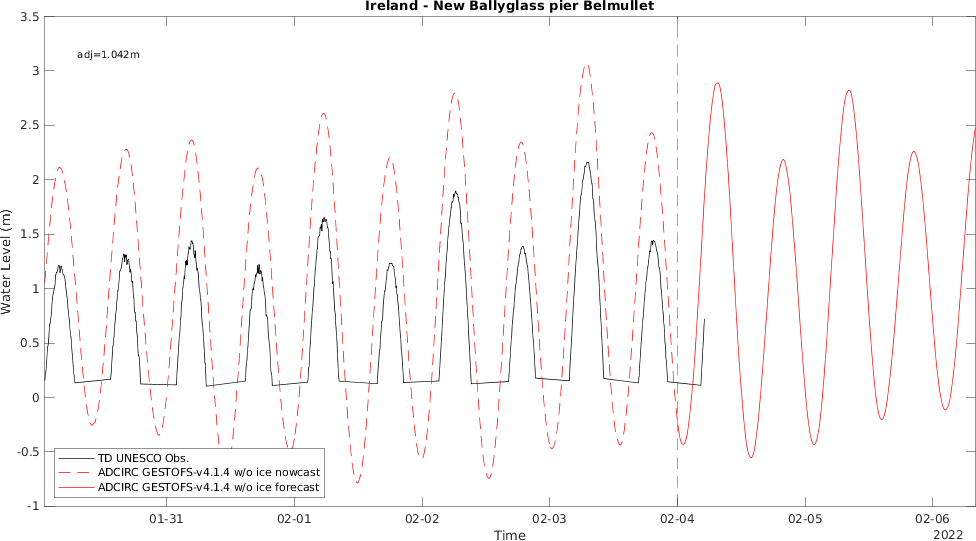 Ireland - New Ballyglass pier Belmullet
adj=1.042m
Water Level (m)
3.5
3
2.5
2
1.5
1
0.5
0
-0.5
-1
TD UNESCO Obs.
ADCIRC GESTOFS-v4.1.4 w/o ice nowcast
ADCIRC GESTOFS-v4.1.4 w/o ice forecast
01-31 02-01 02-02 02-03 02-04 02-05 02-06
Time
2022